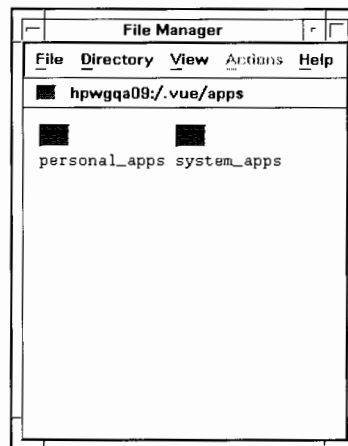 File Manager
File Directory View Actions Help
hpwgqa09:/.vue/apps
personal_apps system_apps